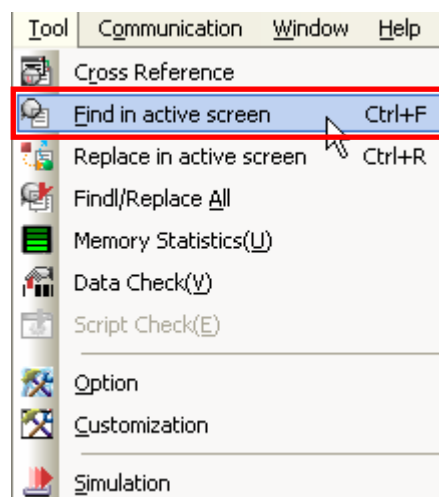 Tool Communication Window Help
Cross Reference
Find in active screen Ctrl+F
Replace in active screen Ctrl+R
Findl/Replace All
Memory Statistics(U)
Data Check(V)
Script Check(E)
Option
Customization
Simulation